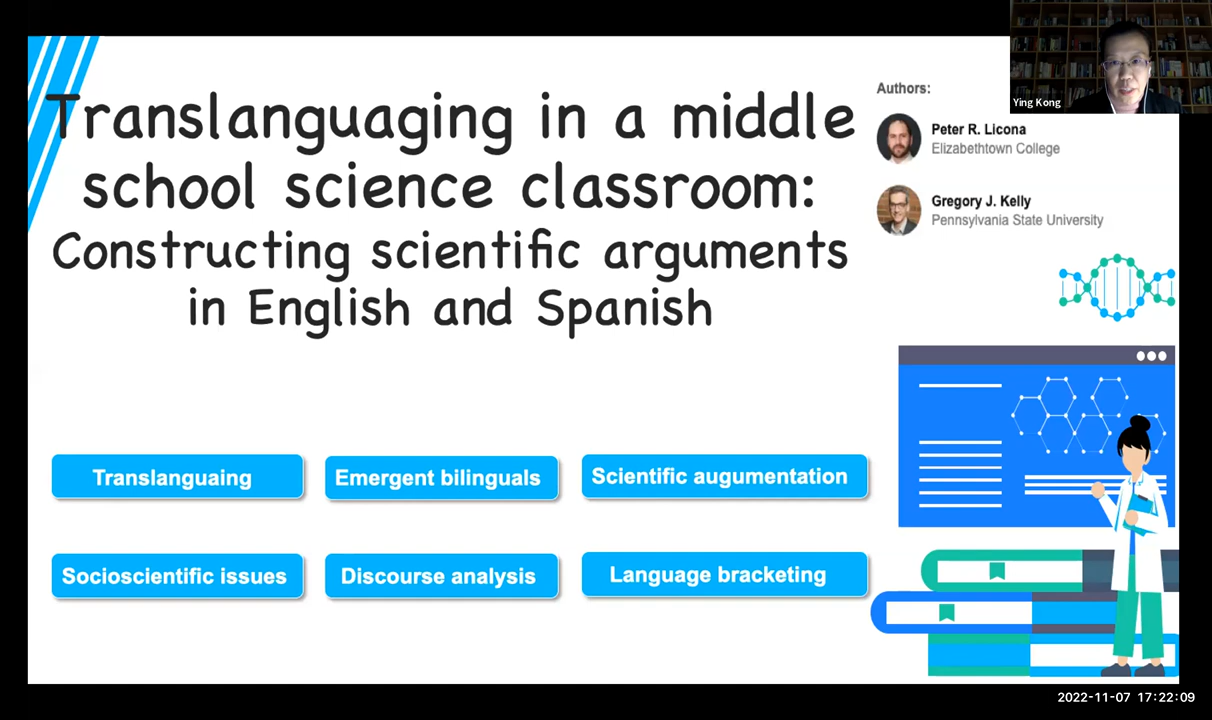 Translanguaging in a middle
school science classroom:
Constructing scientific arguments
in English and Spanish
Authors:
Peter R. Licona
Elizabethtown College
Gregory J. Kelly
Pennsylvania State University
Ying Kong
Translanguaing
Emergent bilinguals
Scientific augumentation
Socioscientific issues
Discourse analysis
Language bracketing
2022-11-07 17:22:09